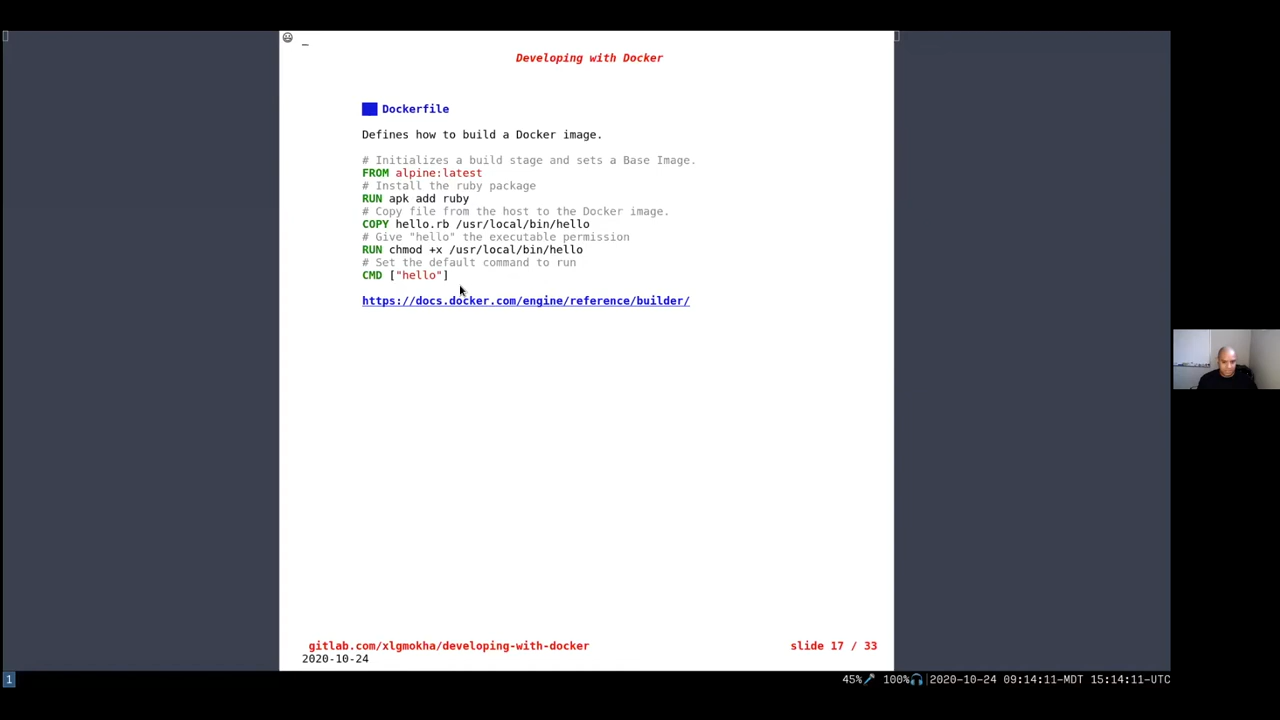 Developing with Docker
Dockerfile
Defines how to build a Docker image.
# Initializes a build stage and sets a Base Image.
FROM alpine:latest
# Install the ruby package
RUN apk add ruby
# Copy file from the host to the Docker image.
COPY hello.rb /usr/local/bin/hello
# Give "hello" the executable permission
RUN chmod +x /usr/local/bin/hello
# Set the default command to run
CMD ["hello"]
https://docs.docker.com/engine/reference/builder/
gitlab.com/xlgmokha/developing-with-docker slide 17 / 33
2020-10-24
1 45% 100% 2020-10-24 09:14:11-MDT 15:14:11-UTC